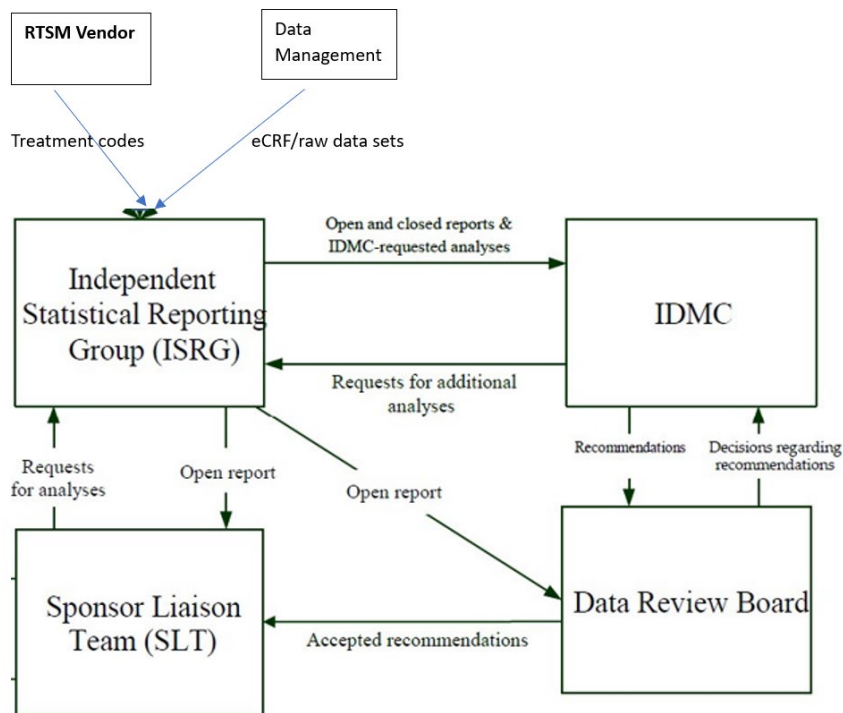 RTSM Vendor
Data
Management
Treatment codes
eCRF/raw data sets
Open and closed reports &
IDMC-requested analyses
Independent
Statistical Reporting
Group (ISRG)
IDMC
Requests for additional
analyses
Requests
for analyses
Open report
Open report
Recommendations
Decisions regarding
recommendations
Sponsor Liaison
Team (SLT)
Data Review Board
Accepted recommendations